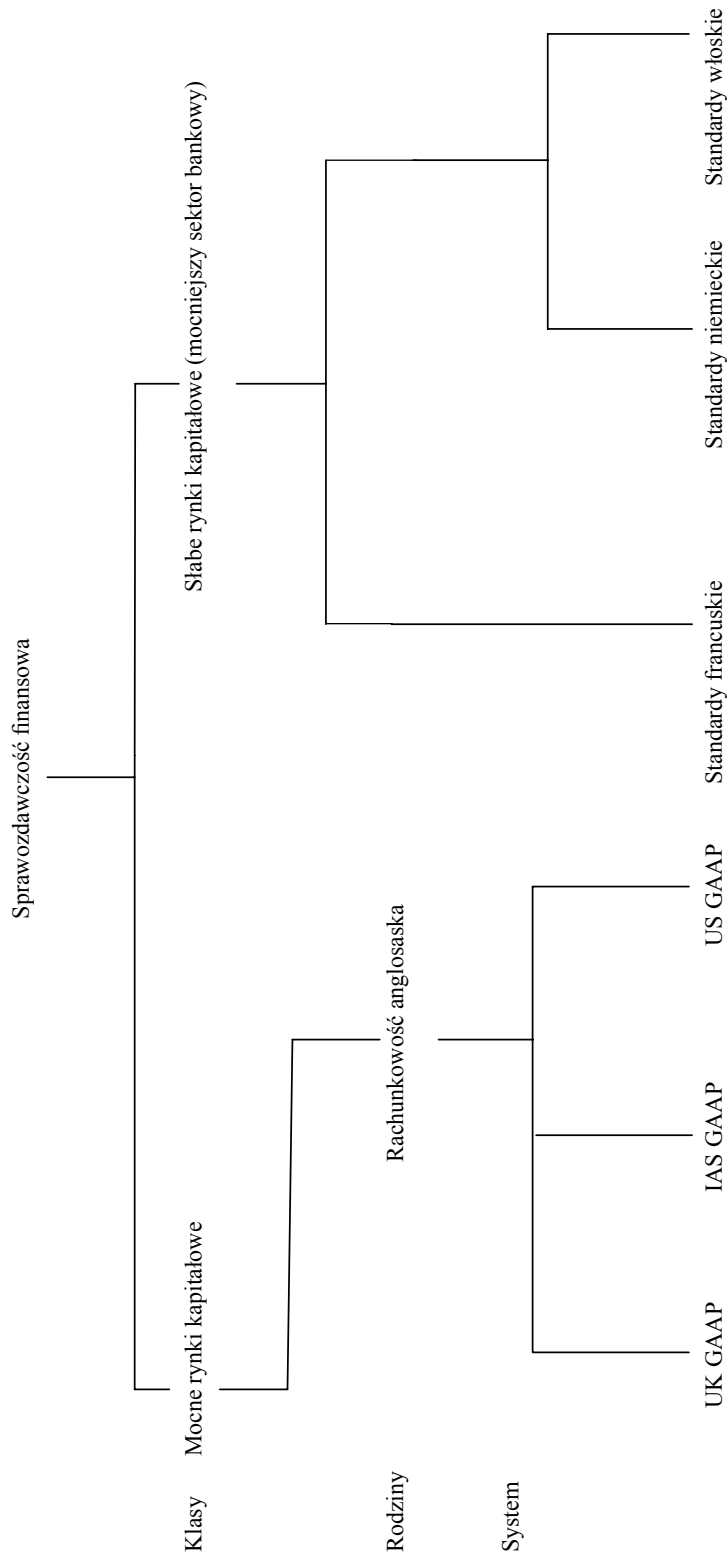 Sprawozdawczość finansowa
Klasy
Mocne rynki kapitałowe
Słabe rynki kapitałowe (mocniejszy sektor bankowy)
Rodziny
Rachunkowość anglosaska
System
UK GAAP
IAS GAAP
US GAAP
Standardy francuskie
Standardy niemieckie
Standardy włoskie